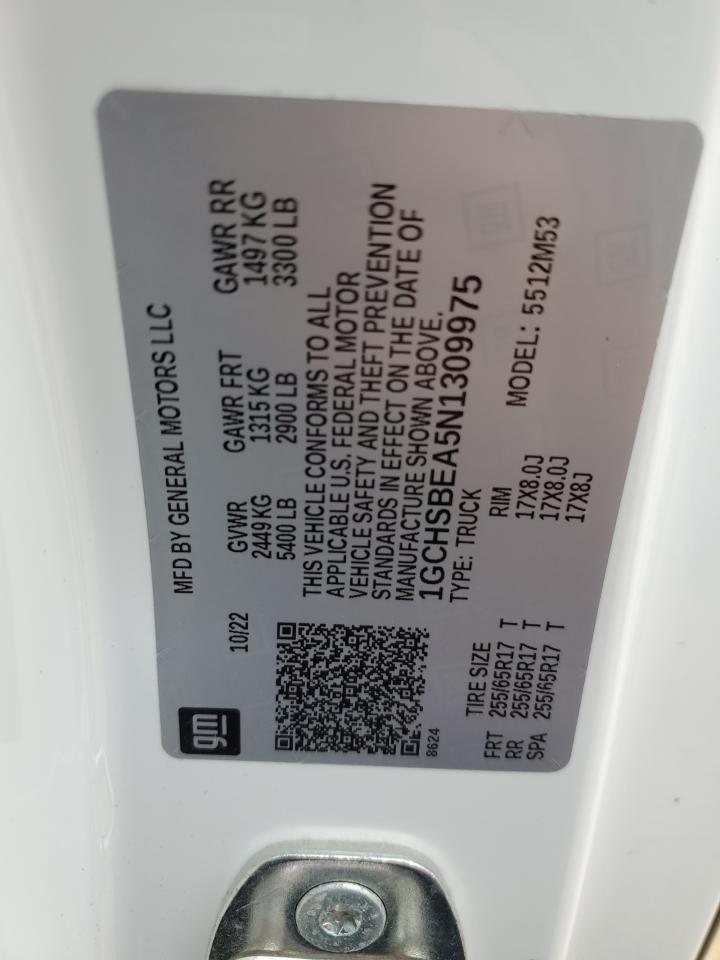 gm
10/22
MFD BY GENERAL MOTORS LLC
GVWR GAWR FRT GAWR RR
2449 KG 1315 KG 1497 KG
5400 LB 2900 LB 3300 LB
THIS VEHICLE CONFORMS TO ALL
APPLICABLE U.S. FEDERAL MOTOR
VEHICLE SAFETY AND THEFT PREVENTION
STANDARDS IN EFFECT ON THE DATE OF
MANUFACTURE SHOWN ABOVE.
8624
1GCHSBEA5N1309975
TYPE: TRUCK
TIRE SIZE RIM MODEL: 5512M53
FRT 255/65R17 T 17X8.0J
RR 255/65R17 T 17X8.0J
SPA 255/65R17 T 17X8J